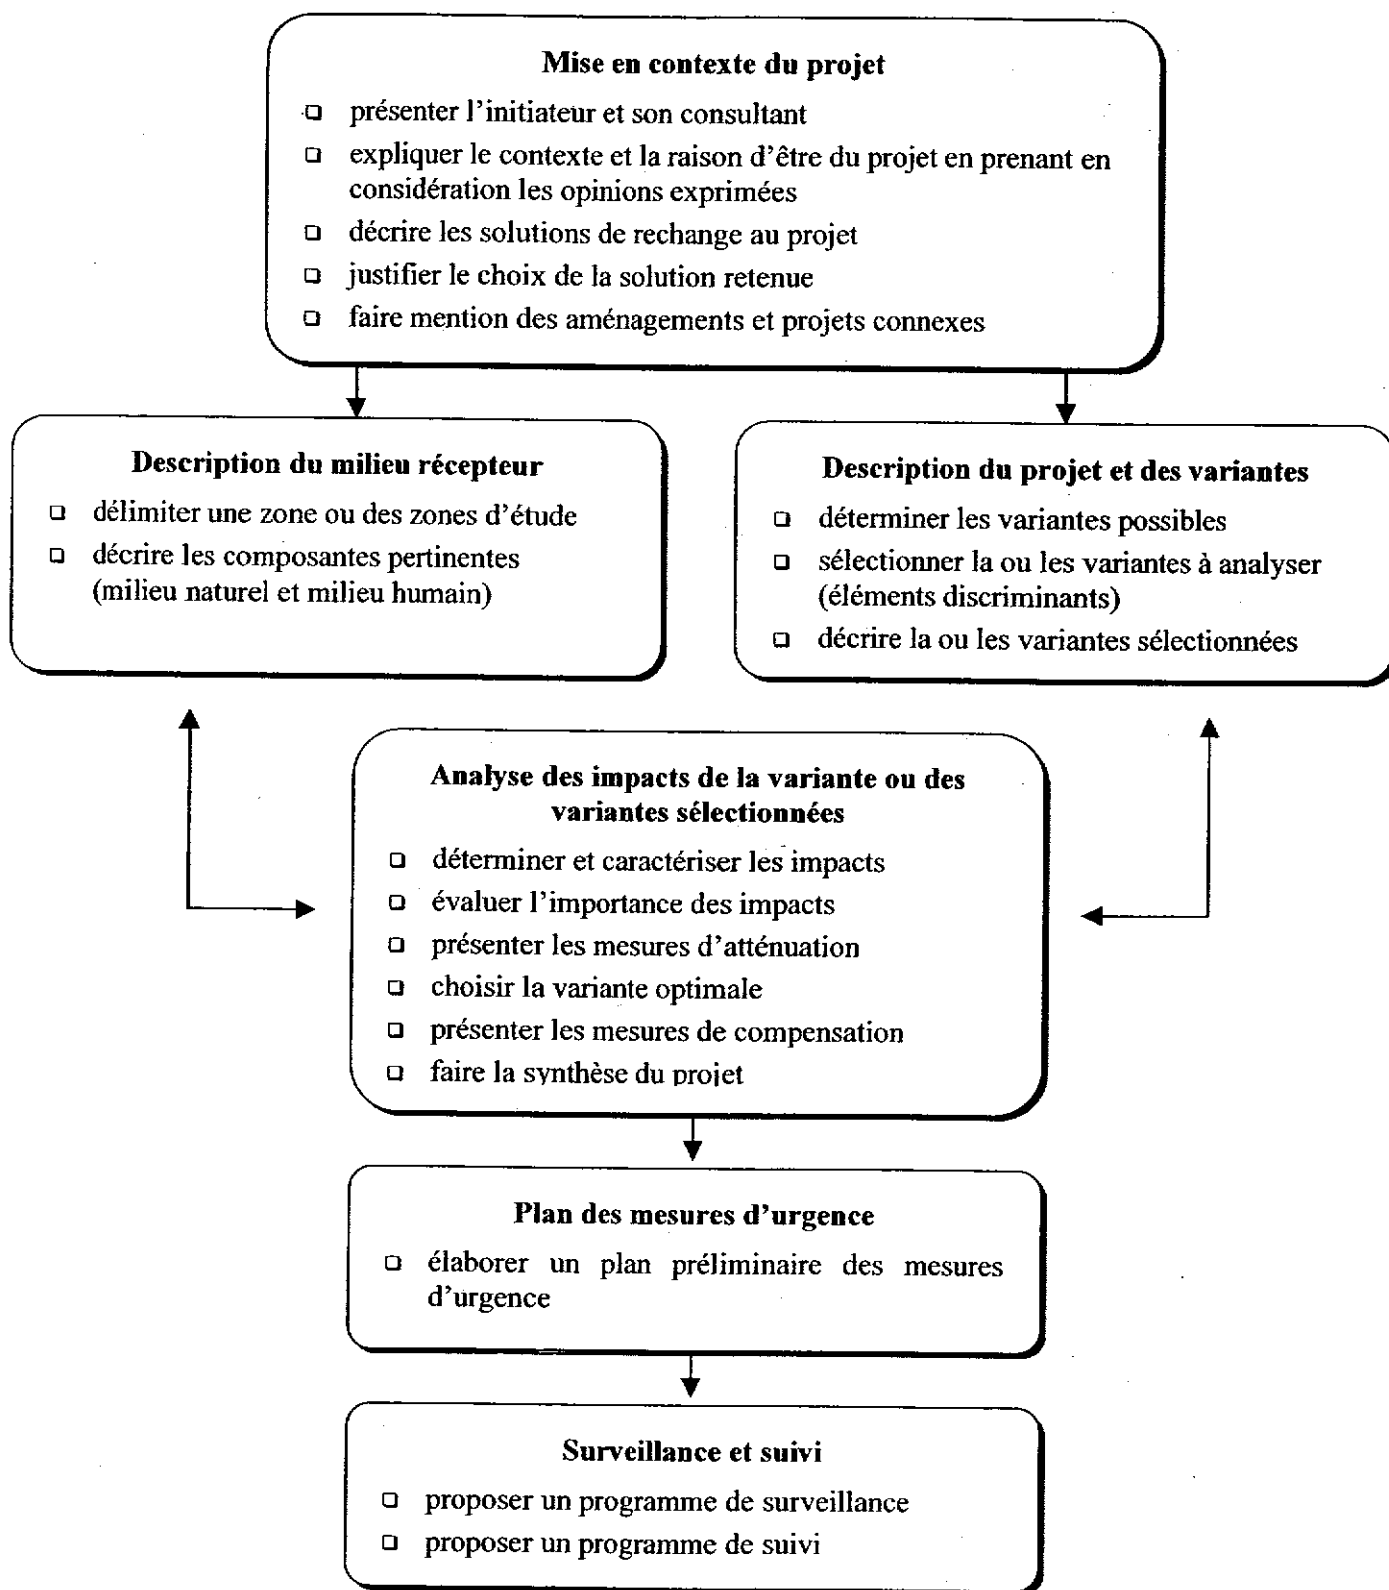 Mise en contexte du projet
❑ présenter l'initiateur et son consultant
❑ expliquer le contexte et la raison d'être du projet en prenant en
considération les opinions exprimées
❑ décrire les solutions de rechange au projet
❑ justifier le choix de la solution retenue
❑ faire mention des aménagements et projets connexes
Description du milieu récepteur
❑ délimiter une zone ou des zones d'étude
❑ décrire les composantes pertinentes
(milieu naturel et milieu humain)
Description du projet et des variantes
❑ déterminer les variantes possibles
❑ sélectionner la ou les variantes à analyser
(éléments discriminants)
❑ décrire la ou les variantes sélectionnées
Analyse des impacts de la variante ou des
variantes sélectionnées
❑ déterminer et caractériser les impacts
❑ évaluer l'importance des impacts
❑ présenter les mesures d'atténuation
❑ choisir la variante optimale
❑ présenter les mesures de compensation
❑ faire la synthèse du projet
Plan des mesures d'urgence
❑ élaborer un plan préliminaire des mesures
d'urgence
Surveillance et suivi
❑ proposer un programme de surveillance
❑ proposer un programme de suivi